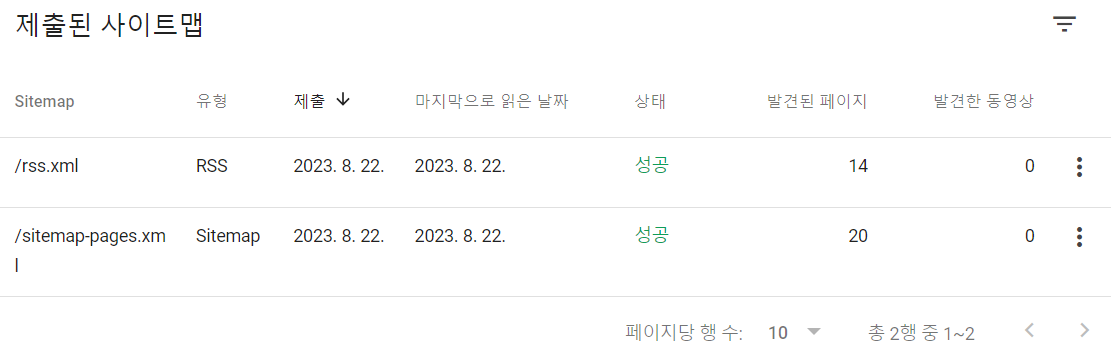 제출된 사이트맵
Sitemap 유형 제출 마지막으로 읽은 날짜 상태 발견된 페이지 발견한 동영상
/rss.xml RSS 2023. 8. 22. 2023. 8. 22. 성공 14 0
/sitemap-pages.xm Sitemap 2023. 8. 22. 2023. 8. 22. 성공 20 0
l
페이지당 행 수: 10 총 2행 중 1~2